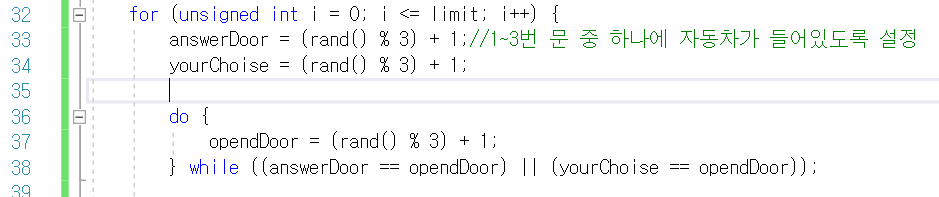 32 for (unsigned int i = 0; i <= limit; i++) {
33 answerDoor = (rand() % 3) + 1;//1~3번 문 중 하나에 자동차가 들어있도록 설정
34 yourChoise = (rand() % 3) + 1;
35
36 do {
37 opendDoor = (rand() % 3) + 1;
38 } while ((answerDoor == opendDoor) || (yourChoise == opendDoor));
39